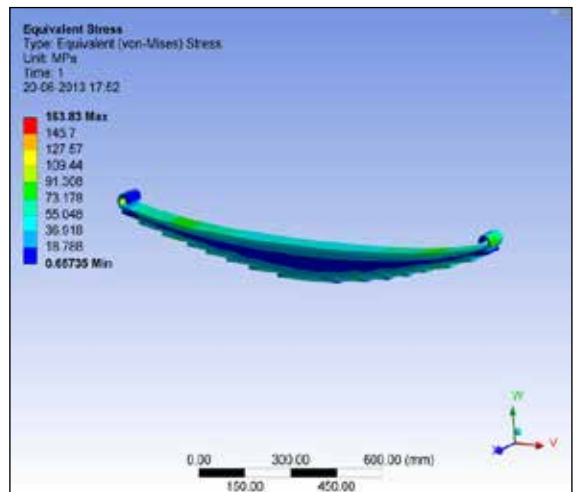 Equivalent Stress
Type: Equivalent (von-Mises) Stress
Unit: MPa
Time: 1
20-06-2013 17:52
163.83 Max
145.7
127.57
109.44
91.308
73.178
55.048
36.918
18.788
0.65735 Min
W
V
0.00 300.00 600.00 (mm)
150.00 450.00